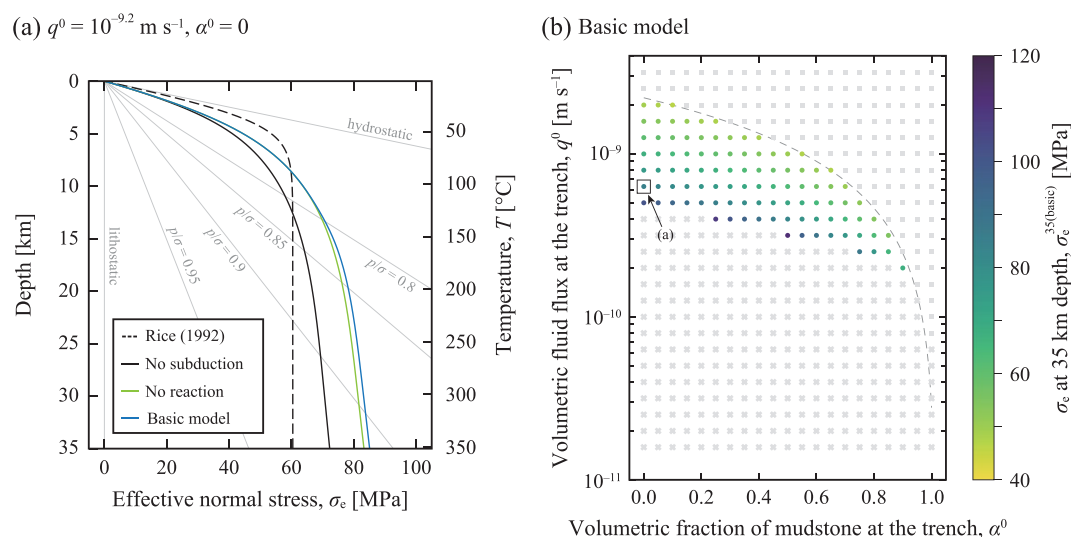 (a) q⁰ = 10⁻⁹·² m s⁻¹, α⁰ = 0
Depth [km]
0
5
10
15
20
25
30
35
hydrostatic
lithostatic
p/σ = 0.95
p/σ = 0.9
p/σ = 0.85
p/σ = 0.8
Rice (1992)
No subduction
No reaction
Basic model
50
100
150
200
250
300
350
Temperature, T [°C]
0 20 40 60 80 100
Effective normal stress, σₑ [MPa]
(b) Basic model
Volumetric fluid flux at the trench, q⁰ [m s⁻¹]
10⁻⁹
10⁻¹⁰
10⁻¹¹
(a)
0.0 0.2 0.4 0.6 0.8 1.0
Volumetric fraction of mudstone at the trench, α⁰
120
100
80
60
40
σₑ at 35 km depth, σₑ³⁵⁽ᵇᵃˢⁱᶜ⁾ [MPa]